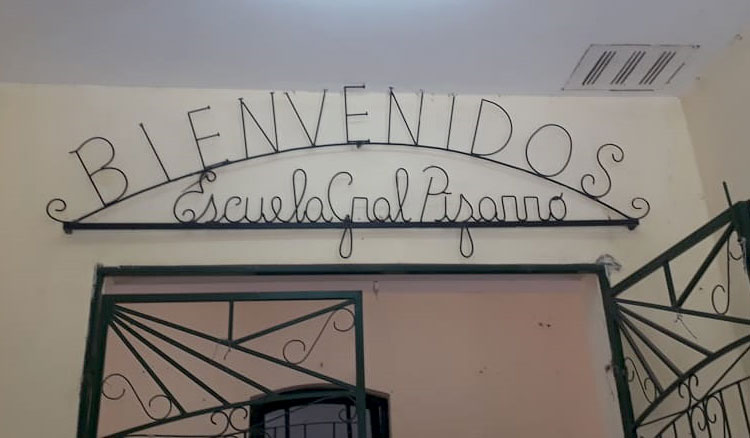 BIENVENIDOS
Escuela Gral Pizarro